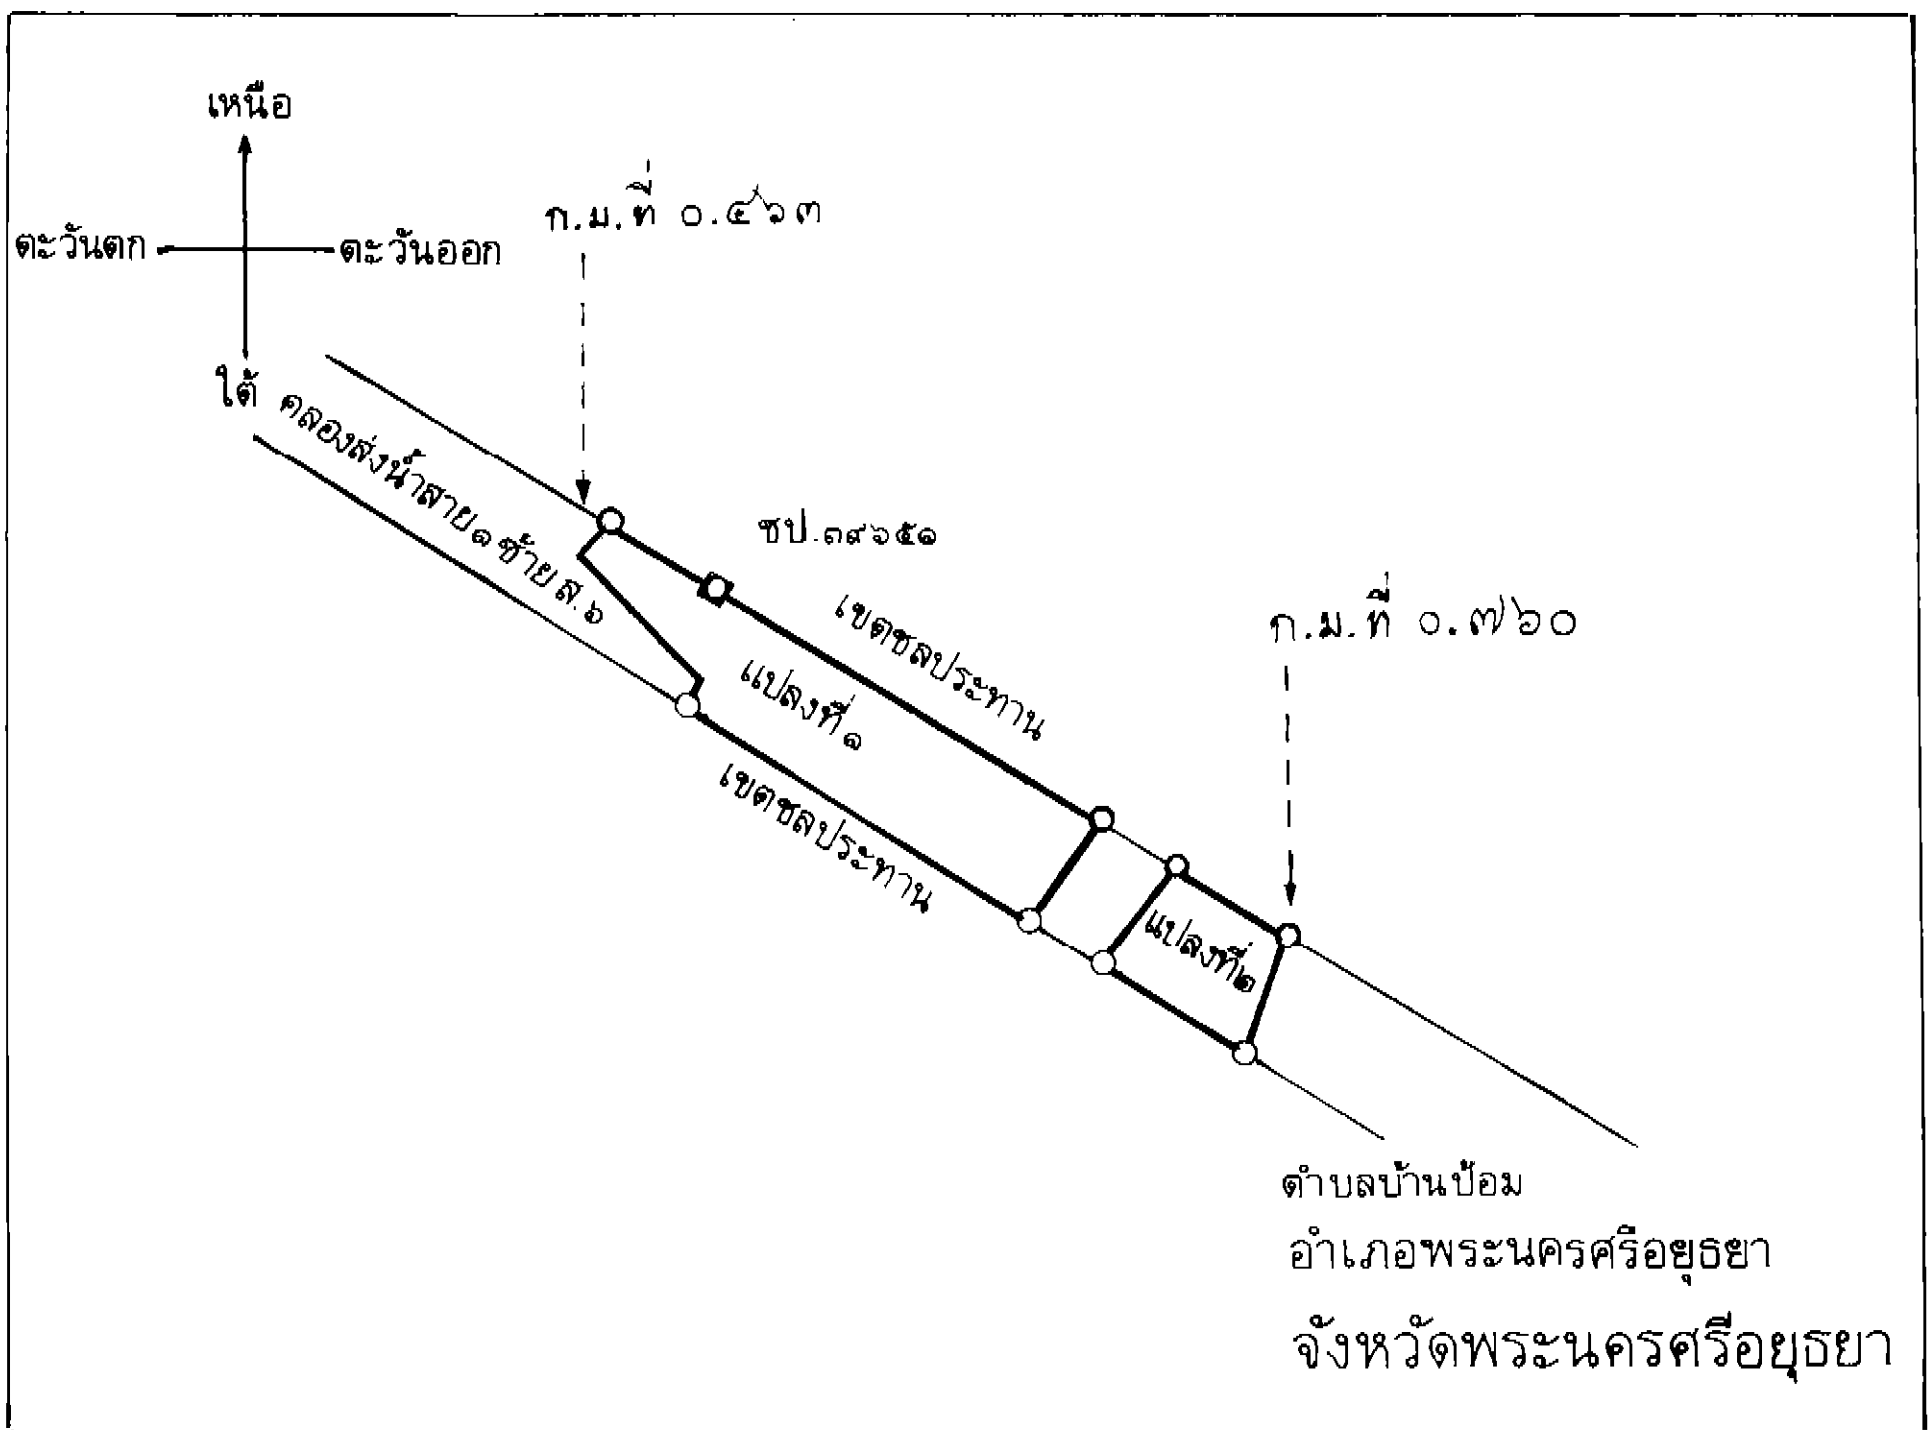 เหนือ
ก.ม.ที่ ๐.๕๖๓
ตะวันตก
ตะวันออก
ใต้
คลองส่งน้ำสาย๑ ซ้าย ส.๖
ชป.๓๙๖๕๑
เขตชลประทาน
ก.ม.ที่ ๐.๗๖๐
แปลงที่๑
เขตชลประทาน
แปลงที่๒
ตำบลบ้านป้อม
อำเภอพระนครศรีอยุธยา
จังหวัดพระนครศรีอยุธยา